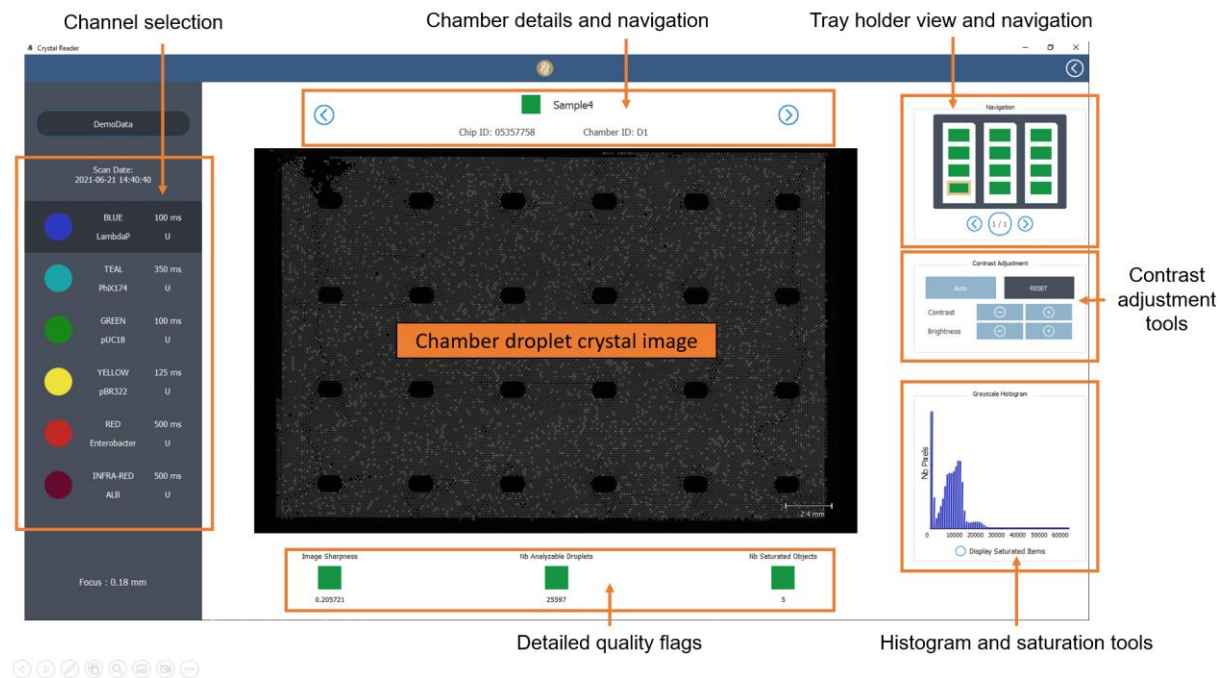 Channel selection
Chamber details and navigation
Tray holder view and navigation
Crystal Reader
DemoData
Scan Date:
2021-06-21 14:40:40
BLUE 100 ms
LambdaP U
TEAL 350 ms
PhiX174 U
GREEN 100 ms
pUC18 U
YELLOW 125 ms
pBR322 U
RED 500 ms
Enterobacter U
INFRA-RED 500 ms
ALB U
Focus : 0.18 mm
Sample4
Chip ID: 05357758 Chamber ID: D1
Chamber droplet crystal image
2.4 mm
Image Sharpness
0.205721
Nb Analyzable Droplets
25597
Nb Saturated Objects
5
Detailed quality flags
Navigation
1 / 1
Contrast Adjustment
Auto RESET
Contrast
Brightness
Contrast
adjustment
tools
Grayscale Histogram
Nb Pixels
0 10000 20000 30000 40000 50000 60000
Display Saturated Items
Histogram and saturation tools